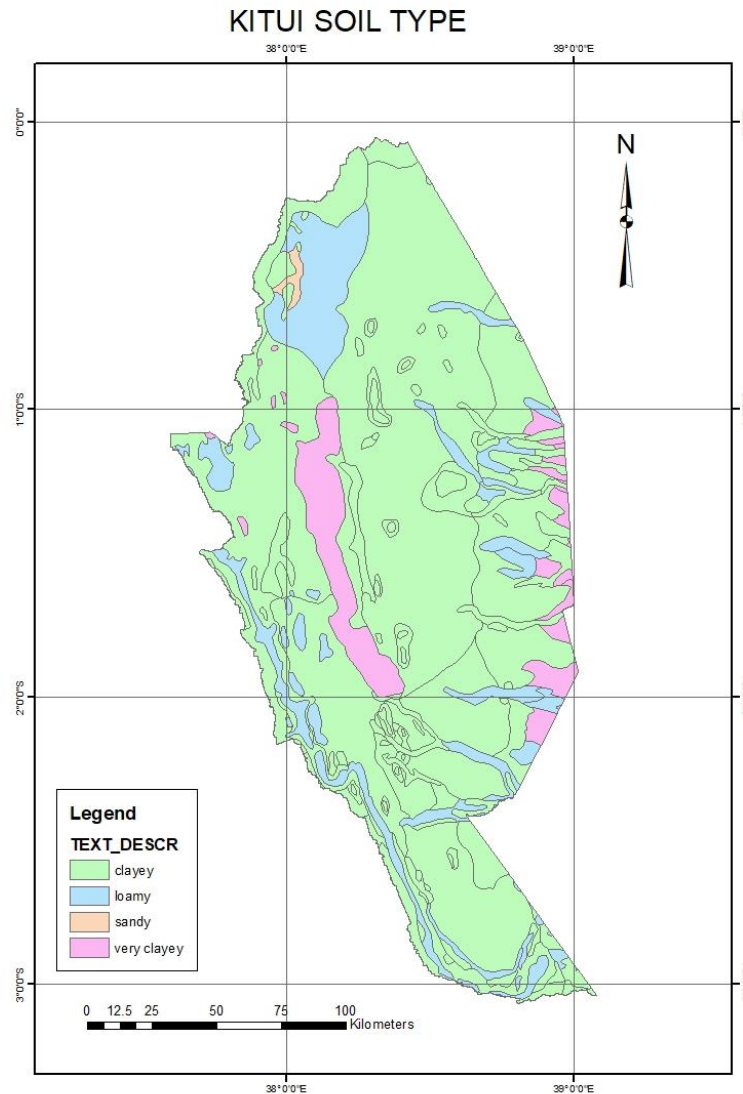 KITUI SOIL TYPE
38°0'0"E 39°0'0"E
0°0'0"
N
1°0'0"S
2°0'0"S
Legend
TEXT_DESCR
clayey
loamy
sandy
very clayey
3°0'0"S
0 12.5 25 50 75 100
Kilometers
38°0'0"E 39°0'0"E